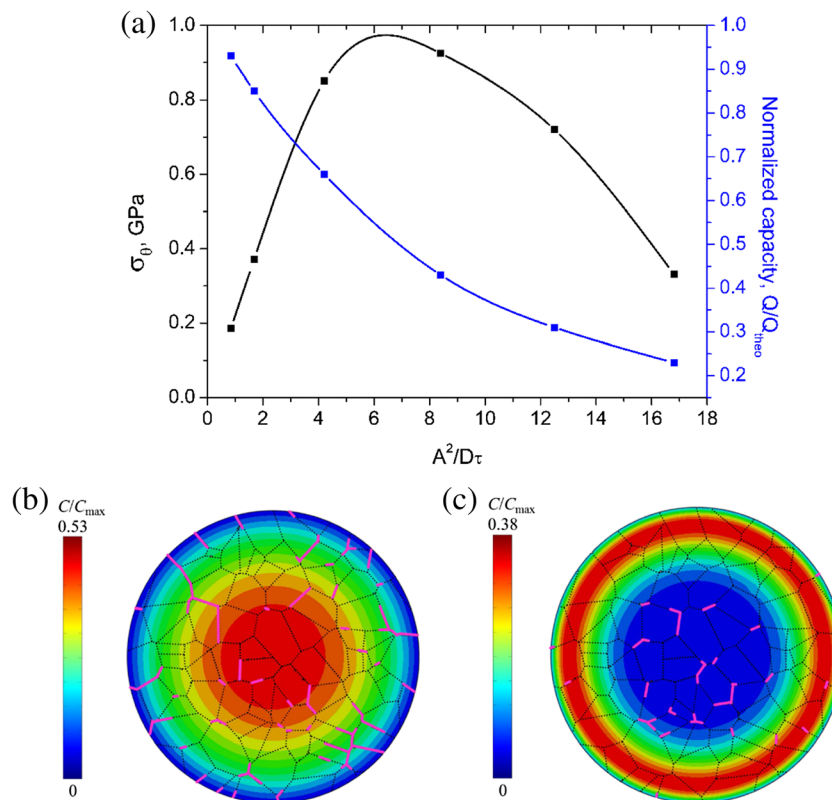 (a)
1.0
0.8
0.6
0.4
0.2
0.0
σθ, GPa
0 2 4 6 8 10 12 14 16 18
A²/Dτ
1.0
0.9
0.8
0.7
0.6
0.5
0.4
0.3
0.2
Normalized capacity, Q/Qtheo
(b)
C/Cmax
0.53
0
(c)
C/Cmax
0.38
0